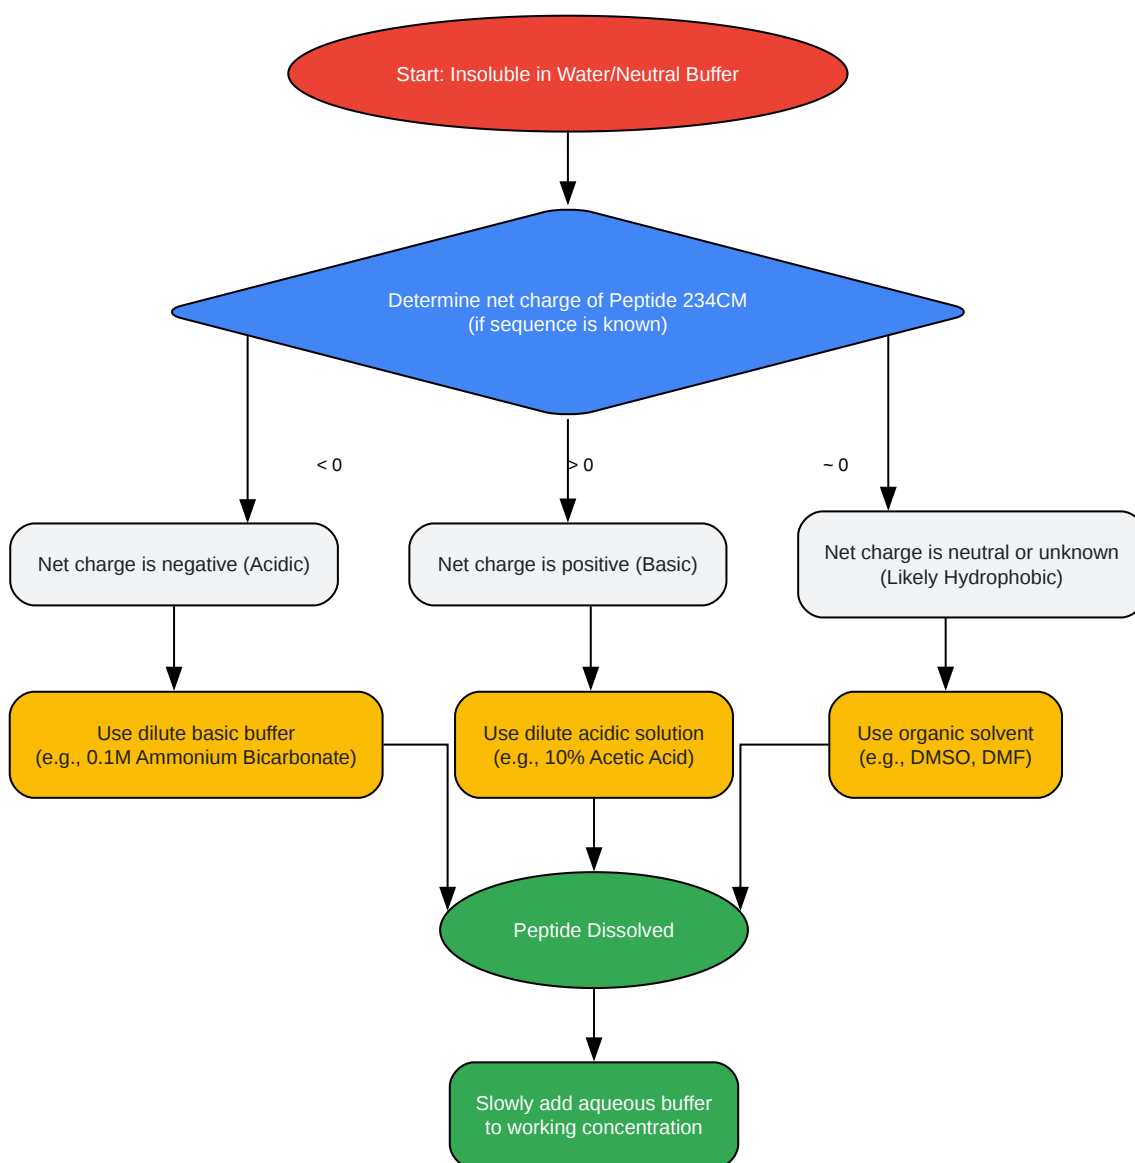 Start: Insoluble in Water/Neutral Buffer
Determine net charge of Peptide 234CM
(if sequence is known)
< 0
> 0
~ 0
Net charge is negative (Acidic)
Net charge is positive (Basic)
Net charge is neutral or unknown
(Likely Hydrophobic)
Use dilute basic buffer
(e.g., 0.1M Ammonium Bicarbonate)
Use dilute acidic solution
(e.g., 10% Acetic Acid)
Use organic solvent
(e.g., DMSO, DMF)
Peptide Dissolved
Slowly add aqueous buffer
to working concentration